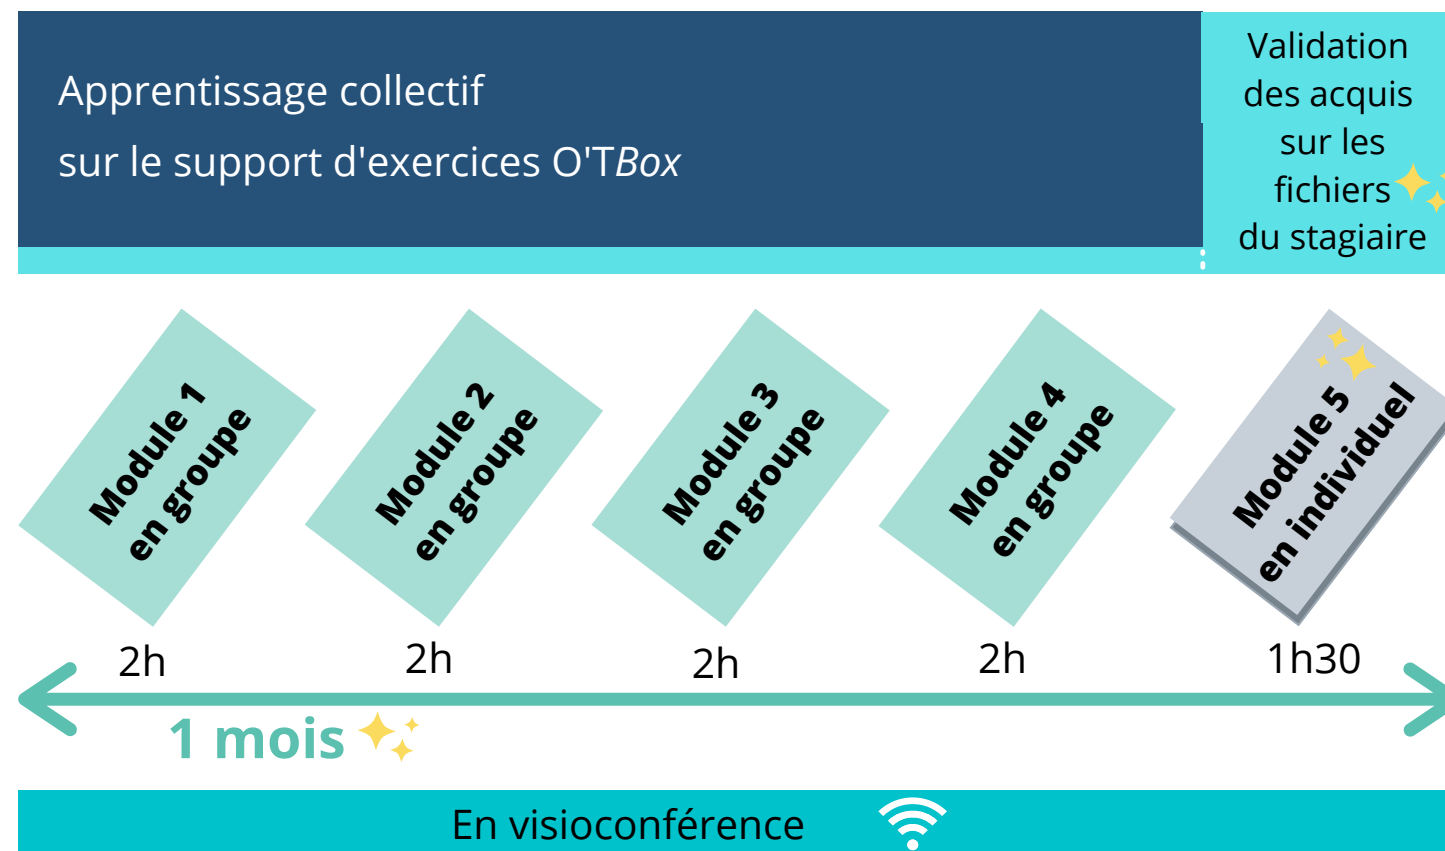 Apprentissage collectif
sur le support d'exercices O'TBox
Validation
des acquis
sur les
fichiers
du stagiaire
Module 1
en groupe
Module 2
en groupe
Module 3
en groupe
Module 4
en groupe
Module 5
en individuel
2h
2h
2h
2h
1h30
1 mois
En visioconférence